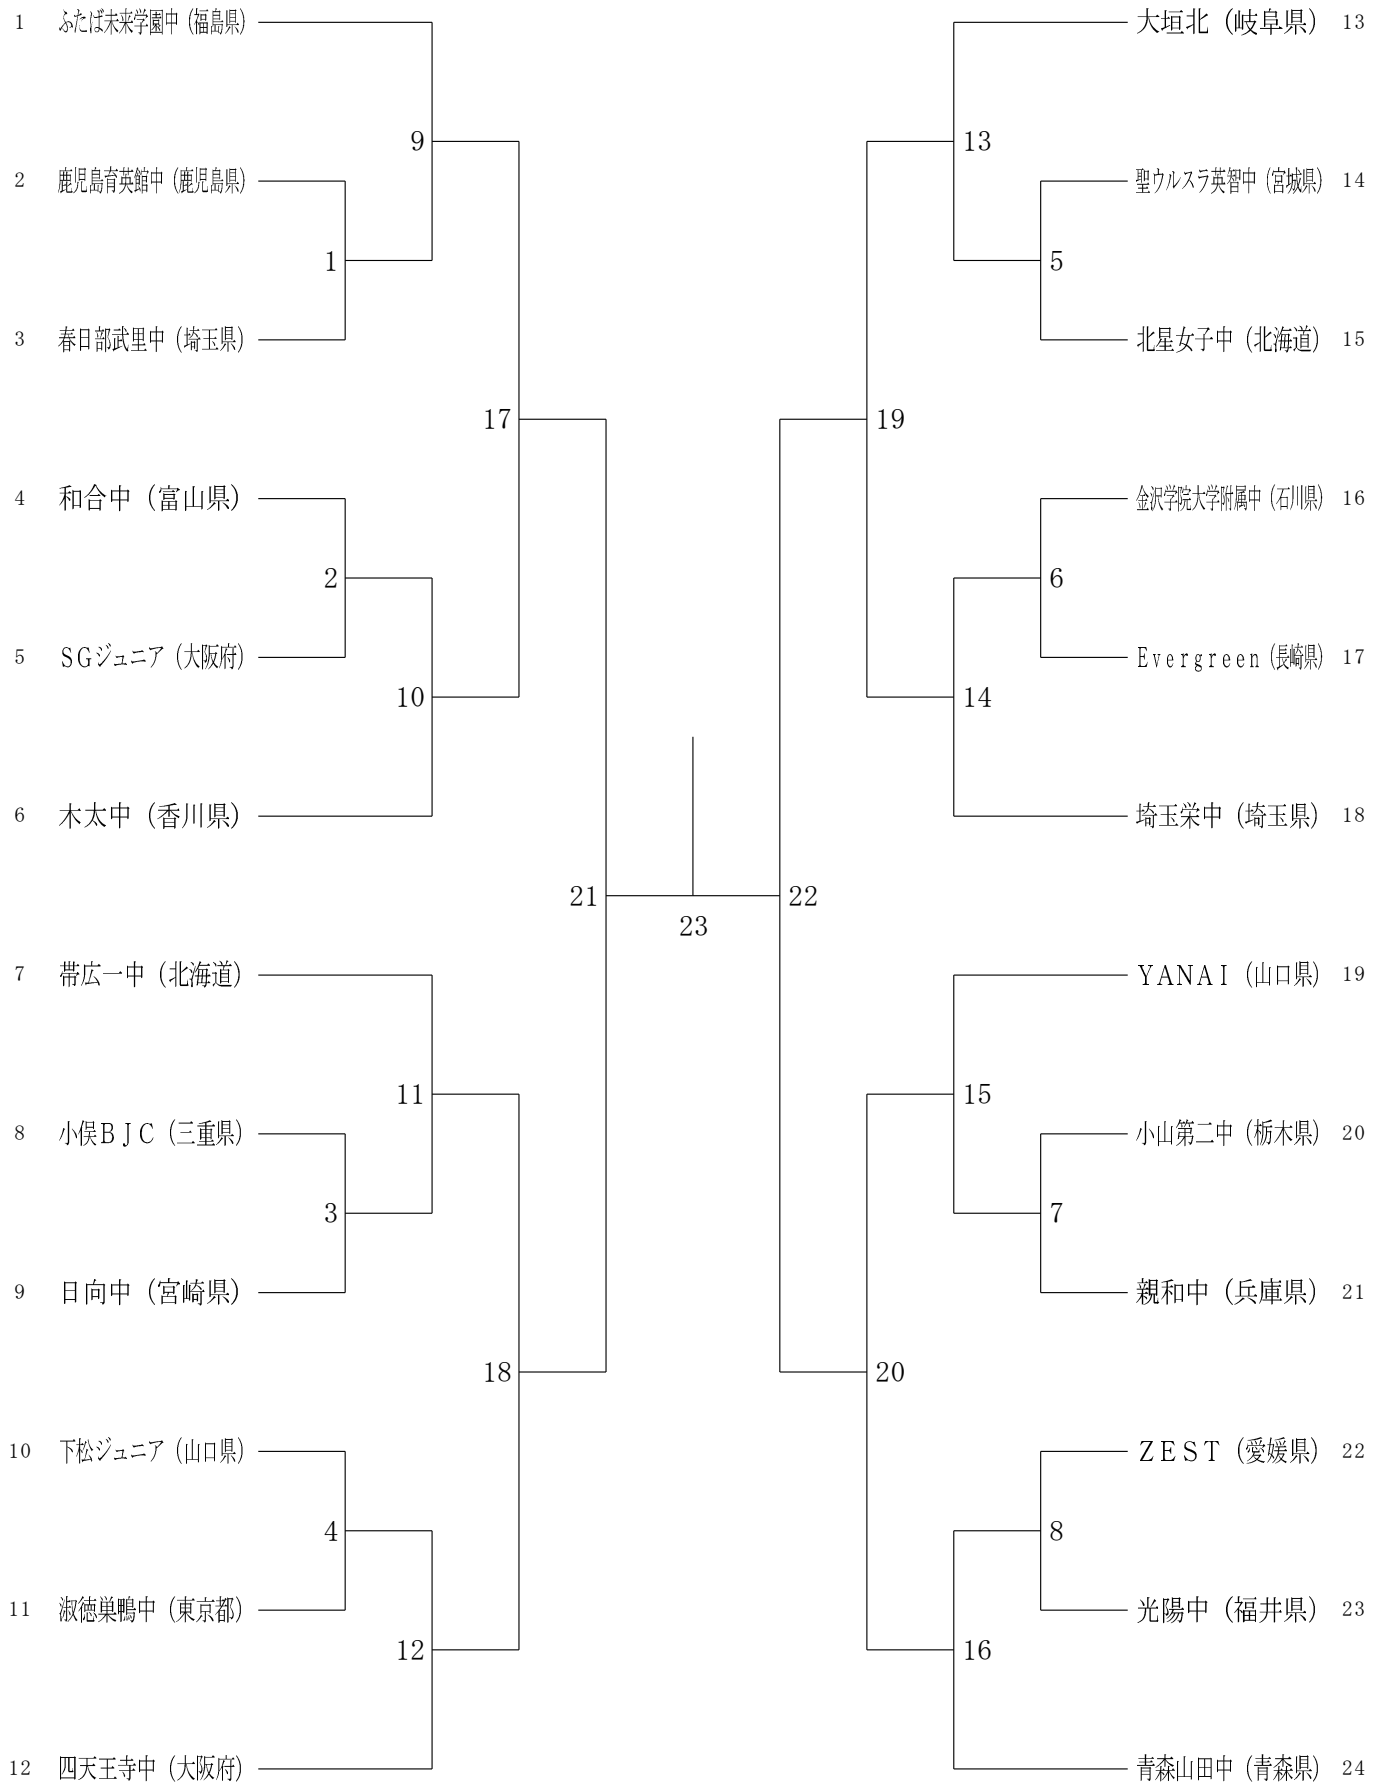 1 ふたば未来学園中（福島県）
9
2 鹿児島育英館中（鹿児島県）
1
3 春日部武里中（埼玉県）
17
4 和合中（富山県）
2
5 ＳＧジュニア（大阪府）
10
6 木太中（香川県）
21
7 帯広一中（北海道）
11
8 小俣ＢＪＣ（三重県）
3
9 日向中（宮崎県）
18
10 下松ジュニア（山口県）
4
11 淑徳巣鴨中（東京都）
12
12 四天王寺中（大阪府）
23
大垣北（岐阜県） 13
13
聖ウルスラ英智中（宮城県） 14
5
北星女子中（北海道） 15
19
金沢学院大学附属中（石川県） 16
6
Ｅｖｅｒｇｒｅｅｎ（長崎県） 17
14
埼玉栄中（埼玉県） 18
22
ＹＡＮＡＩ（山口県） 19
15
小山第二中（栃木県） 20
7
親和中（兵庫県） 21
20
ＺＥＳＴ（愛媛県） 22
8
光陽中（福井県） 23
16
青森山田中（青森県） 24